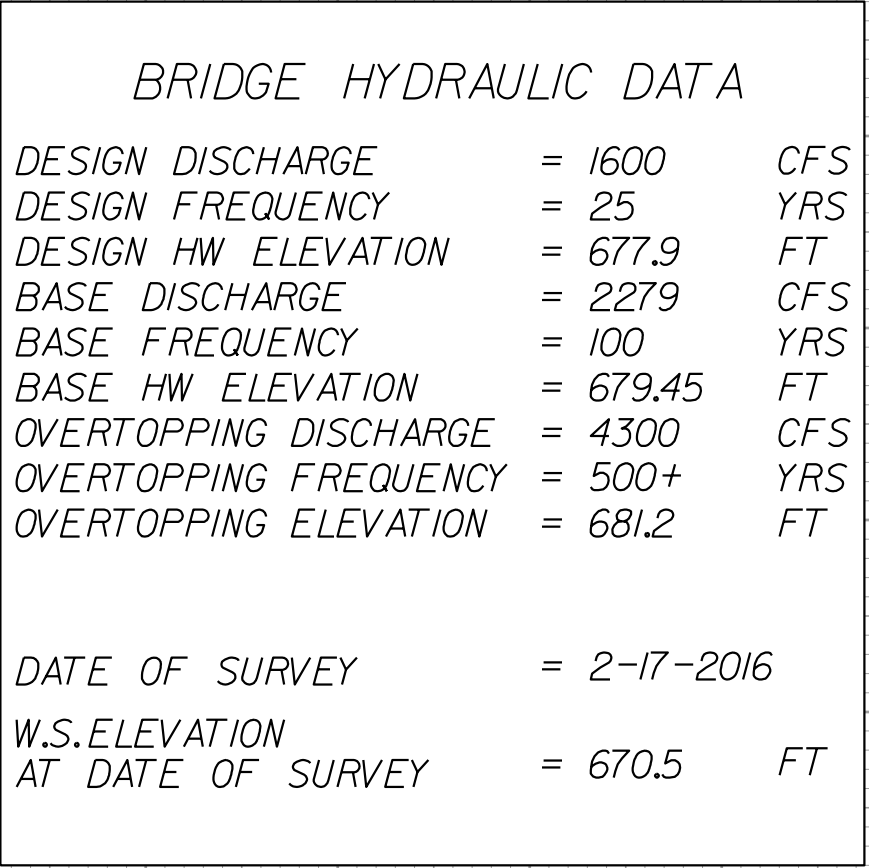 BRIDGE HYDRAULIC DATA
DESIGN DISCHARGE = 1600 CFS
DESIGN FREQUENCY = 25 YRS
DESIGN HW ELEVATION = 677.9 FT
BASE DISCHARGE = 2279 CFS
BASE FREQUENCY = 100 YRS
BASE HW ELEVATION = 679.45 FT
OVERTOPPING DISCHARGE = 4300 CFS
OVERTOPPING FREQUENCY = 500+ YRS
OVERTOPPING ELEVATION = 681.2 FT
DATE OF SURVEY = 2-17-2016
W.S. ELEVATION
AT DATE OF SURVEY = 670.5 FT